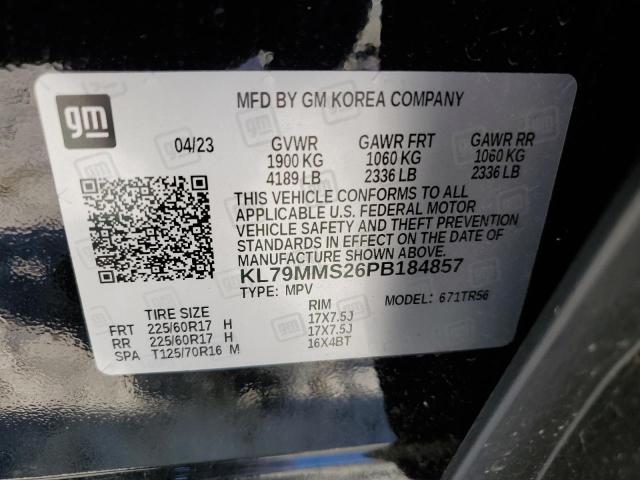 gm
MFD BY GM KOREA COMPANY
04/23 GVWR GAWR FRT GAWR RR
1900 KG 1060 KG 1060 KG
4189 LB 2336 LB 2336 LB
THIS VEHICLE CONFORMS TO ALL
APPLICABLE U.S. FEDERAL MOTOR
VEHICLE SAFETY AND THEFT PREVENTION
STANDARDS IN EFFECT ON THE DATE OF
MANUFACTURE SHOWN ABOVE.
KL79MMS26PB184857
TYPE: MPV MODEL: 671TR56
TIRE SIZE RIM
FRT 225/60R17 H 17X7.5J
RR 225/60R17 H 17X7.5J
SPA T125/70R16 M 16X4BT